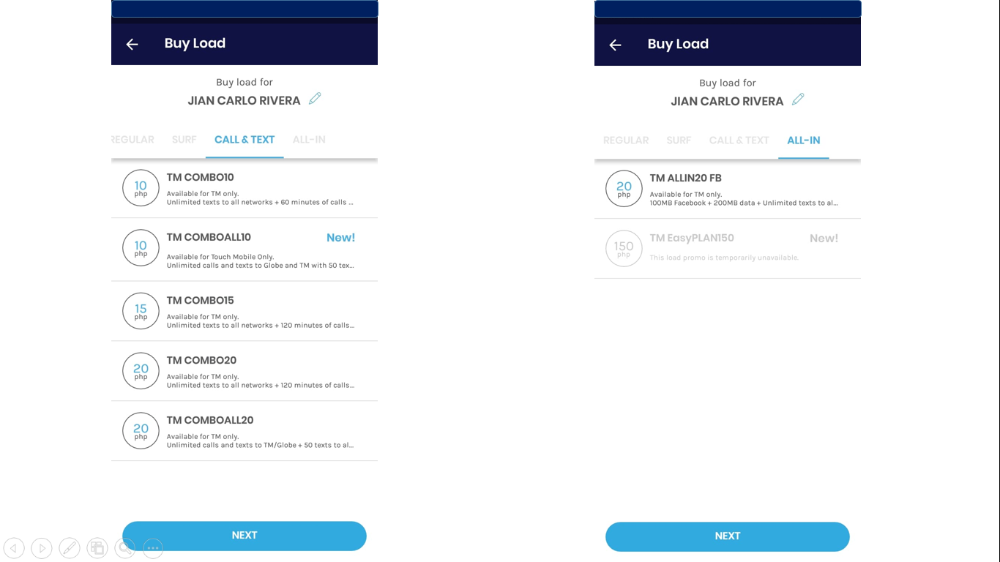 Buy Load
Buy load for
JIAN CARLO RIVERA
REGULAR SURF CALL & TEXT ALL-IN
10 php
TM COMBO10
Available for TM only.
Unlimited texts to all networks + 60 minutes of calls ...
10 php
TM COMBOALL10 New!
Available for Touch Mobile Only.
Unlimited calls and texts to Globe and TM with 50 tex...
15 php
TM COMBO15
Available for TM only.
Unlimited texts to all networks + 120 minutes of calls...
20 php
TM COMBO20
Available for TM only.
Unlimited texts to all networks + 120 minutes of calls...
20 php
TM COMBOALL20
Available for TM only.
Unlimited calls and texts to TM/Globe + 50 texts to al...
NEXT
Buy Load
Buy load for
JIAN CARLO RIVERA
REGULAR SURF CALL & TEXT ALL-IN
20 php
TM ALLIN20 FB
Available for TM only.
100MB Facebook + 200MB data + Unlimited texts to al...
150 php
TM EasyPLAN150 New!
This load promo is temporarily unavailable.
NEXT